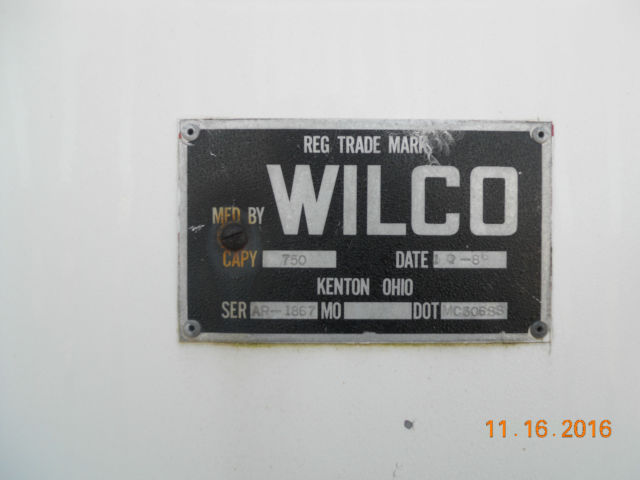 REG TRADE MARK
MFD BY WILCO
CAPY 750 DATE
KENTON OHIO
SER AR-1867 MO DOT MC306SS
11.16.2016